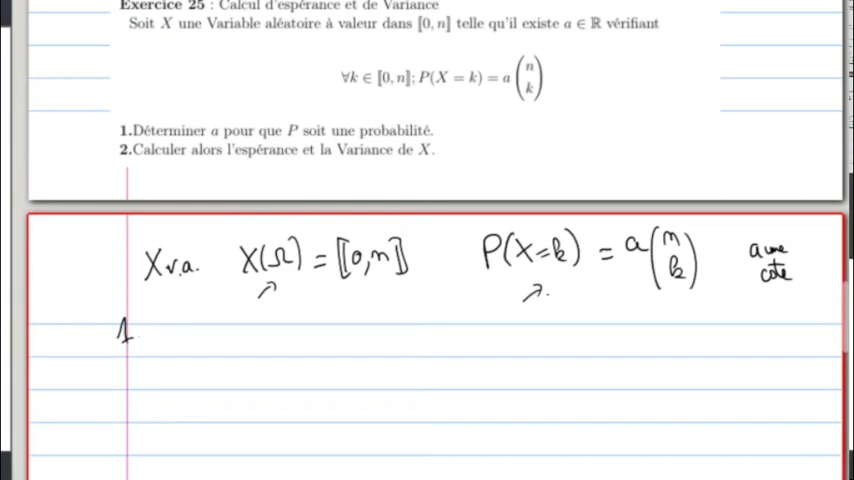 Exercice 25 : Calcul d'espérance et de Variance
Soit X une Variable aléatoire à valeur dans ⟦0, n⟧ telle qu'il existe a ∈ ℝ vérifiant
∀k ∈ ⟦0, n⟧; P(X = k) = a (n k)
1.Déterminer a pour que P soit une probabilité.
2.Calculer alors l'espérance et la Variance de X.
X v.a. X(Ω) = ⟦0,n⟧ P(X=k) = a (n k) a une cste
1